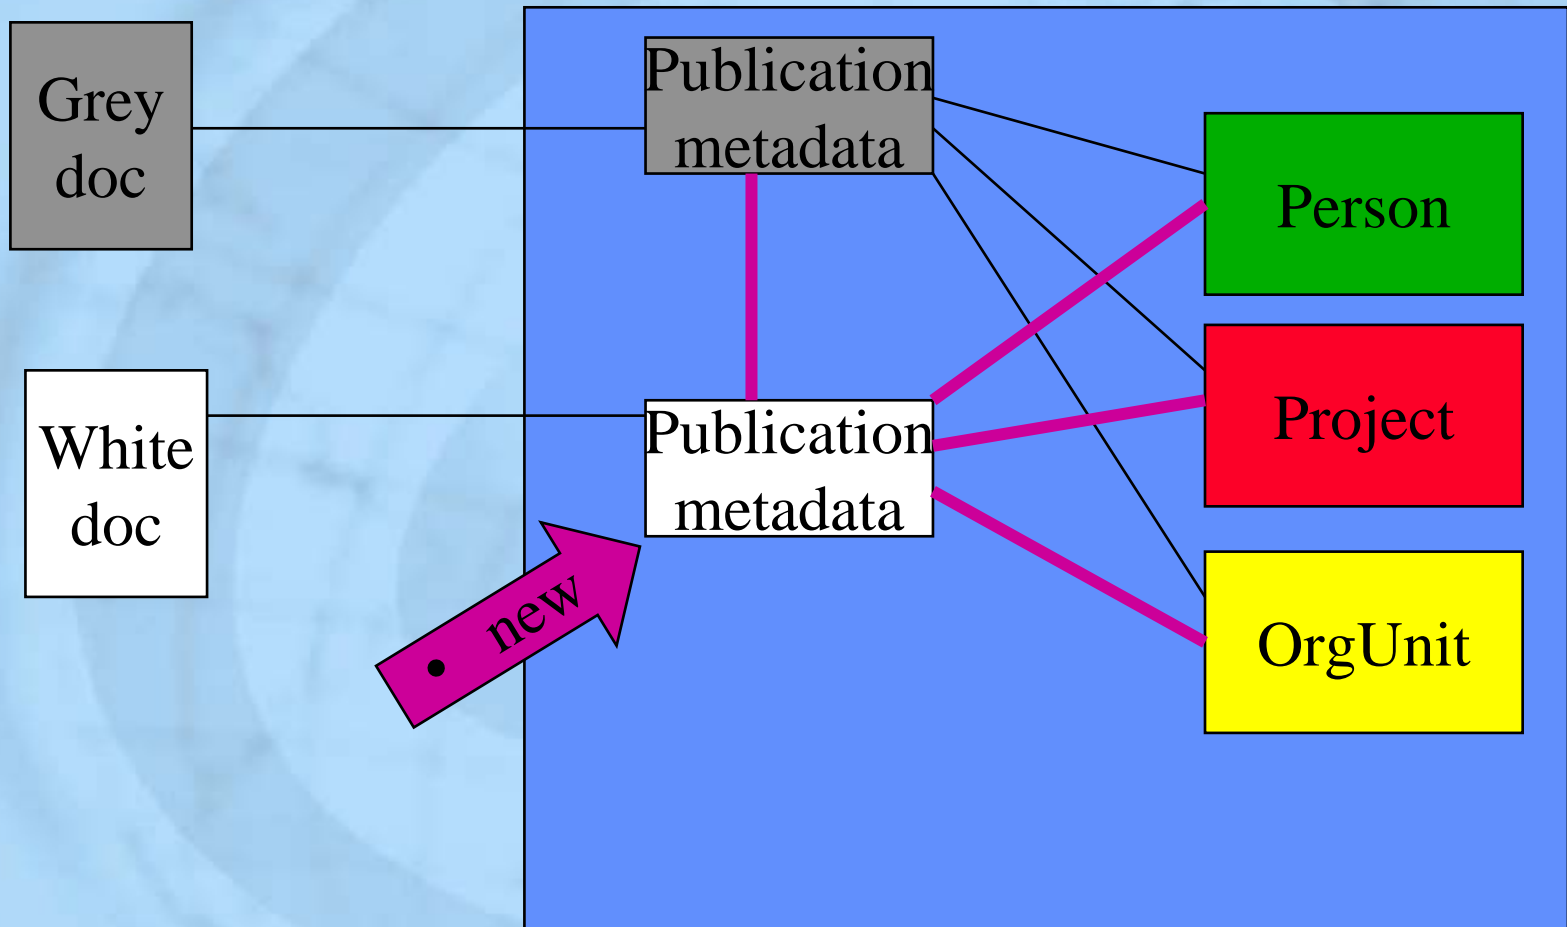 Grey
doc
Publication
metadata
Person
White
doc
Publication
metadata
Project
• new
OrgUnit